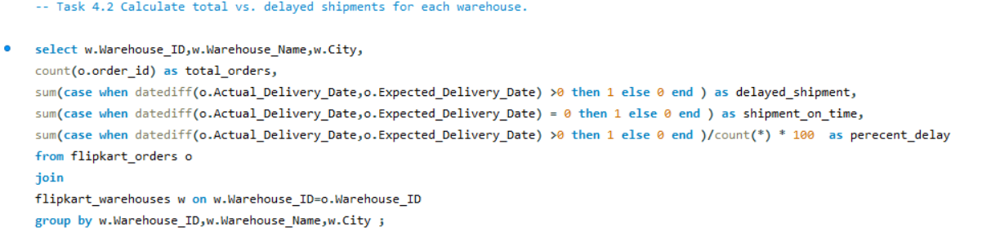 -- Task 4.2 Calculate total vs. delayed shipments for each warehouse.
select w.Warehouse_ID,w.Warehouse_Name,w.City,
count(o.order_id) as total_orders,
sum(case when datediff(o.Actual_Delivery_Date,o.Expected_Delivery_Date) >0 then 1 else 0 end ) as delayed_shipment,
sum(case when datediff(o.Actual_Delivery_Date,o.Expected_Delivery_Date) = 0 then 1 else 0 end ) as shipment_on_time,
sum(case when datediff(o.Actual_Delivery_Date,o.Expected_Delivery_Date) >0 then 1 else 0 end )/count(*) * 100  as perecent_delay
from flipkart_orders o
join
flipkart_warehouses w on w.Warehouse_ID=o.Warehouse_ID
group by w.Warehouse_ID,w.Warehouse_Name,w.City ;